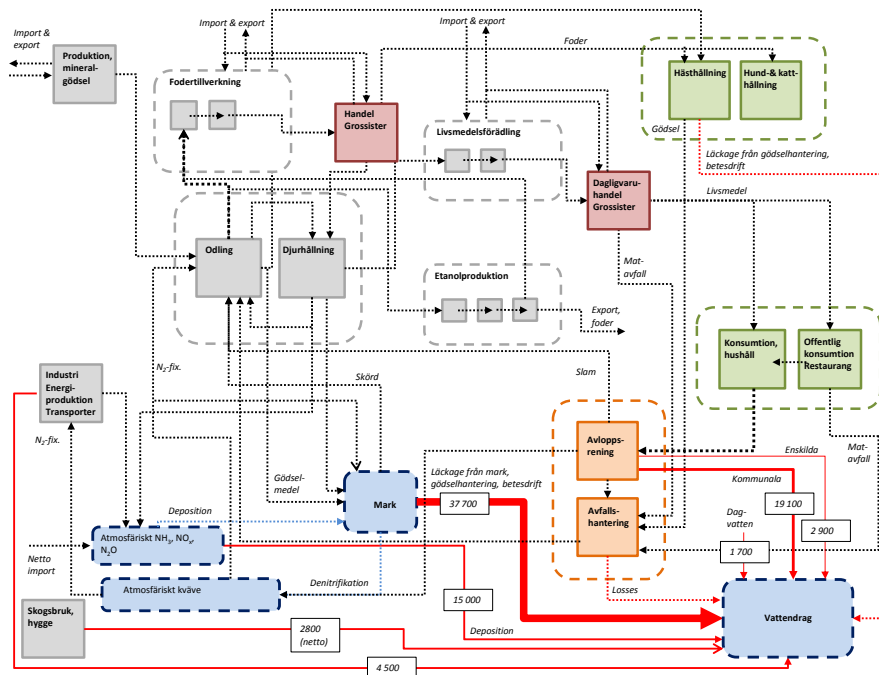 Import &
export
Produktion,
mineral-
gödsel
Import & export
Fodertillverkning
Handel
Grossister
Import & export
Livsmedelsförädling
Foder
Hästhållning
Hund-& katt-
hållning
Gödsel
Läckage från gödselhantering,
betesdrift
Dagligvaru-
handel
Grossister
Livsmedel
Odling
Djurhållning
Mat-
avfall
Etanolproduktion
Export,
foder
Konsumtion,
hushåll
Offentlig
konsumtion
Restaurang
N2-fix.
Skörd
Slam
Industri
Energi-
produktion
Transporter
N2-fix.
Avlopps-
rening
Enskilda
Mat-
avfall
Kommunala
Gödsel-
medel
Mark
Läckage från mark,
gödselhantering, betesdrift
37 700
Avfalls-
hantering
19 100
2 900
Dag-
vatten
1 700
Deposition
Atmosfäriskt NH3, NOx,
N2O
Netto
import
Denitrifikation
Atmosfäriskt kväve
Losses
15 000
Vattendrag
Skogsbruk,
hygge
2800
(netto)
Deposition
4 500